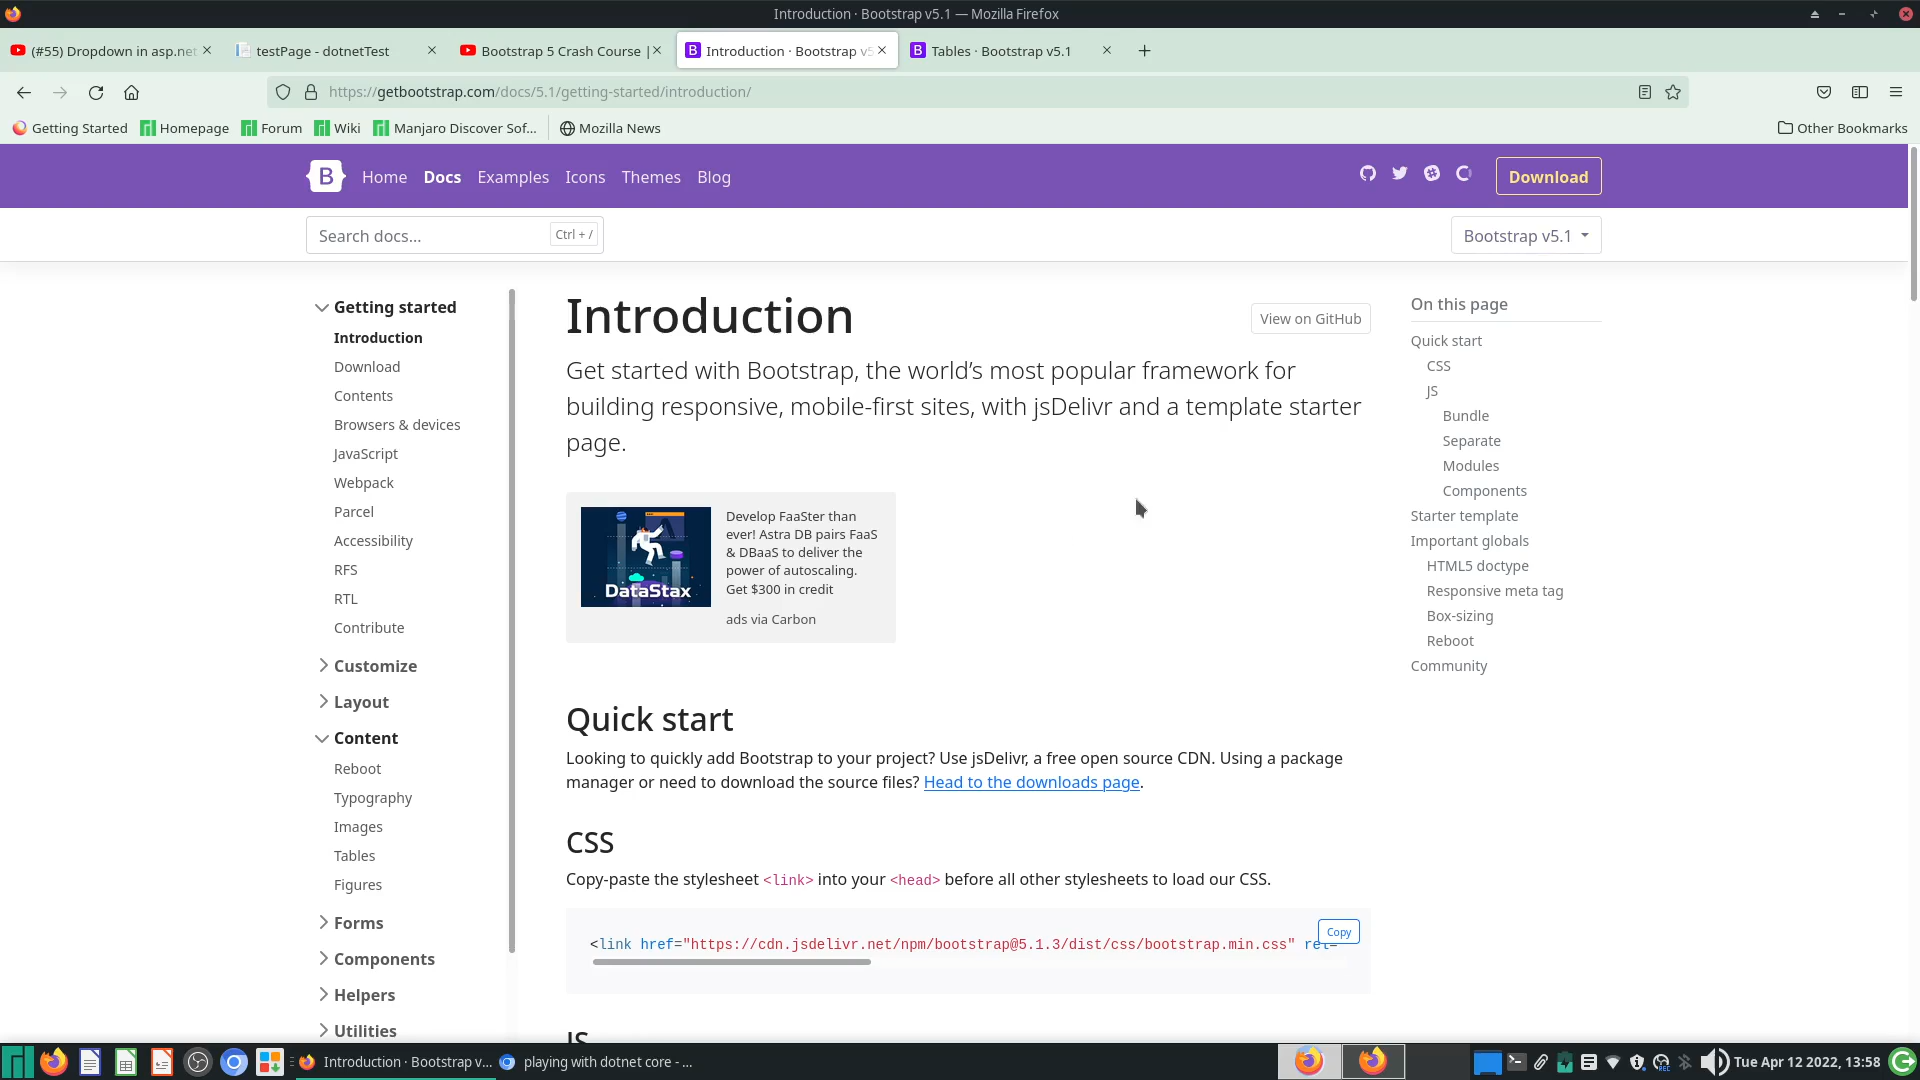 Introduction · Bootstrap v5.1 — Mozilla Firefox
(#55) Dropdown in asp.net
testPage - dotnetTest
Bootstrap 5 Crash Course |
Introduction · Bootstrap v5
Tables · Bootstrap v5.1
https://getbootstrap.com/docs/5.1/getting-started/introduction/
Getting Started
Homepage
Forum
Wiki
Manjaro Discover Sof...
Mozilla News
Other Bookmarks
B
Home
Docs
Examples
Icons
Themes
Blog
Download
Search docs...
Ctrl + /
Bootstrap v5.1
Getting started
Introduction
Download
Contents
Browsers & devices
JavaScript
Webpack
Parcel
Accessibility
RFS
RTL
Contribute
Customize
Layout
Content
Reboot
Typography
Images
Tables
Figures
Forms
Components
Helpers
Utilities
Introduction
View on GitHub
Get started with Bootstrap, the world’s most popular framework for
building responsive, mobile-first sites, with jsDelivr and a template starter
page.
DataStax
Develop FaaSter than
ever! Astra DB pairs FaaS
& DBaaS to deliver the
power of autoscaling.
Get $300 in credit
ads via Carbon
Quick start
Looking to quickly add Bootstrap to your project? Use jsDelivr, a free open source CDN. Using a package
manager or need to download the source files? Head to the downloads page.
CSS
Copy-paste the stylesheet <link> into your <head> before all other stylesheets to load our CSS.
Copy
<link href="https://cdn.jsdelivr.net/npm/bootstrap@5.1.3/dist/css/bootstrap.min.css" rel=
JS
On this page
Quick start
CSS
JS
Bundle
Separate
Modules
Components
Starter template
Important globals
HTML5 doctype
Responsive meta tag
Box-sizing
Reboot
Community
Introduction · Bootstrap v...
playing with dotnet core - ...
Tue Apr 12 2022, 13:58